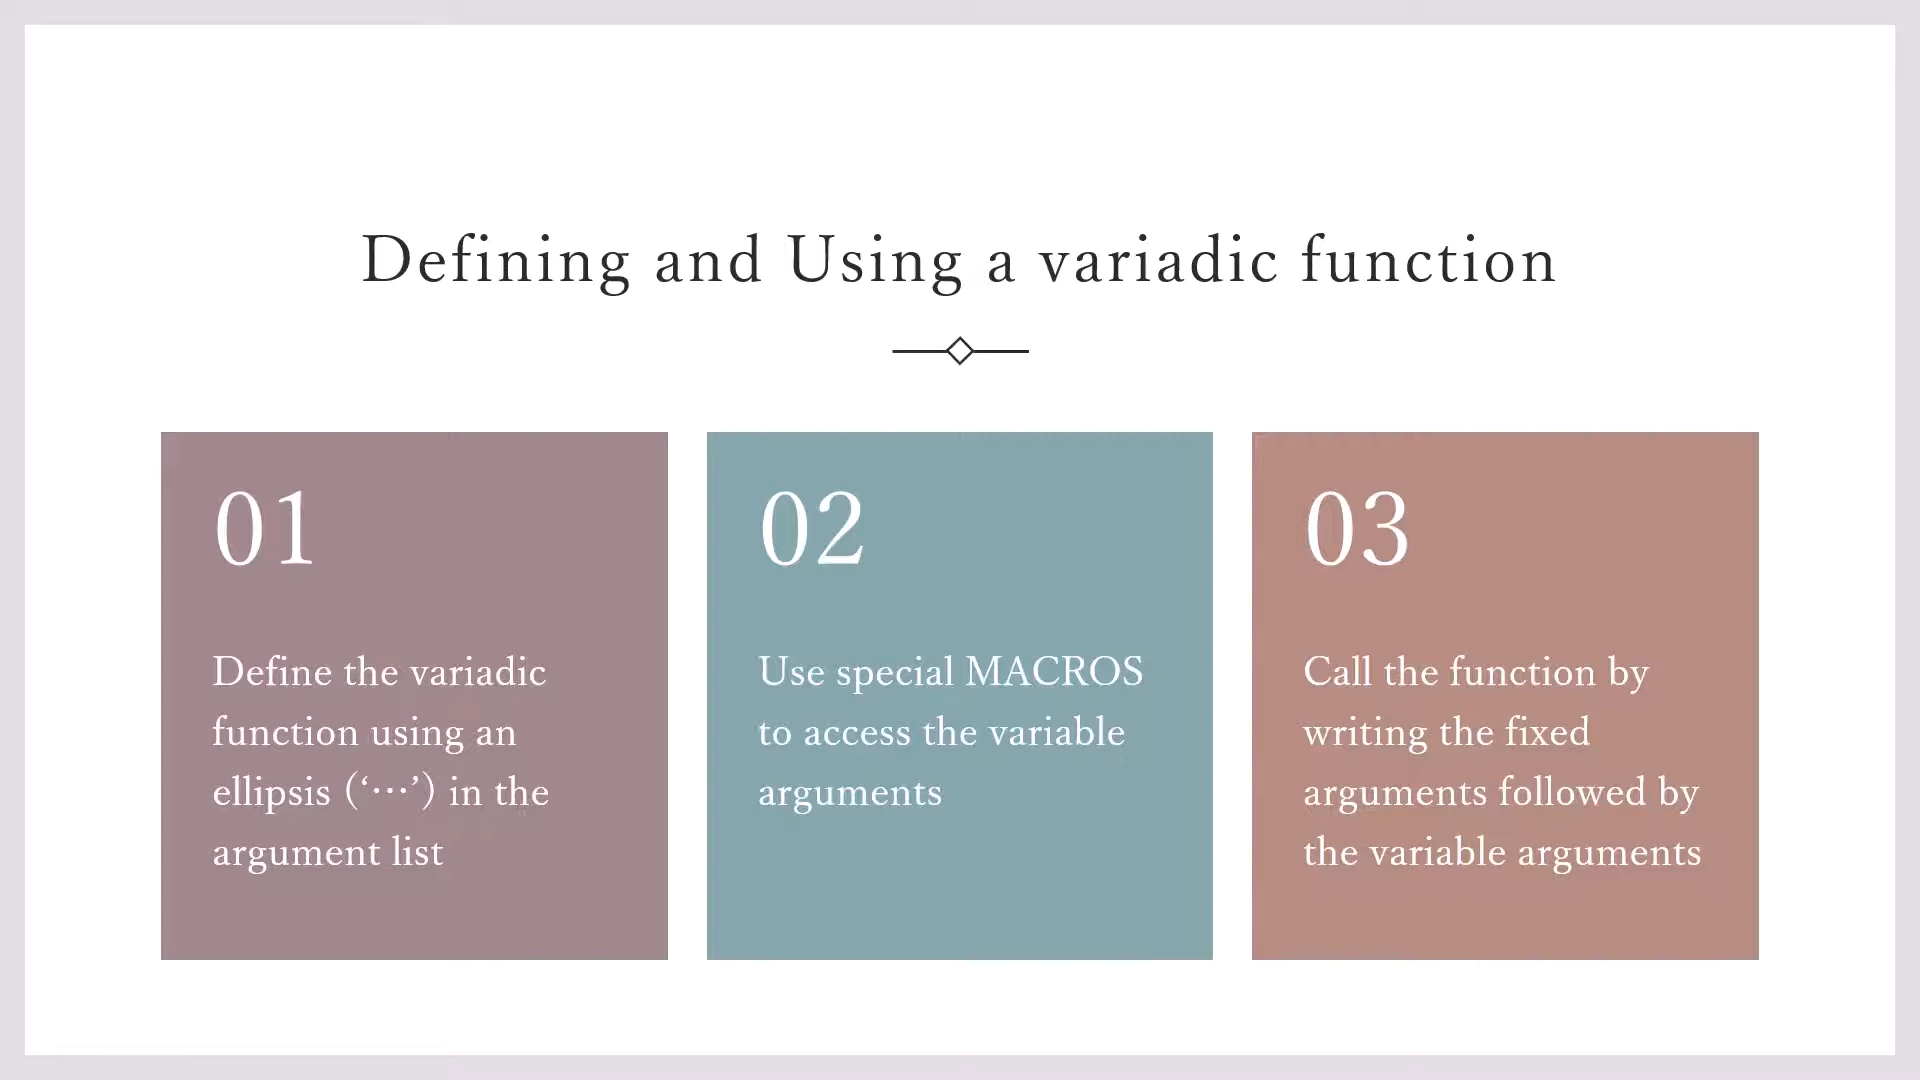 Defining and Using a variadic function
01
Define the variadic
function using an
ellipsis (‘…’) in the
argument list
02
Use special MACROS
to access the variable
arguments
03
Call the function by
writing the fixed
arguments followed by
the variable arguments